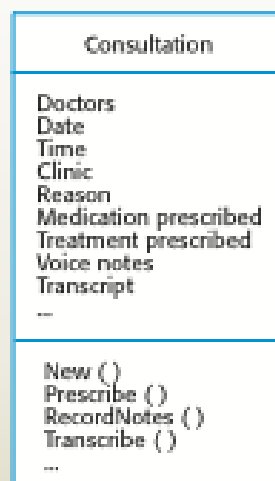 Consultation
Doctors
Date
Time
Clinic
Reason
Medication prescribed
Treatment prescribed
Voice notes
Transcript
...
New ( )
Prescribe ( )
RecordNotes ( )
Transcribe ( )
...